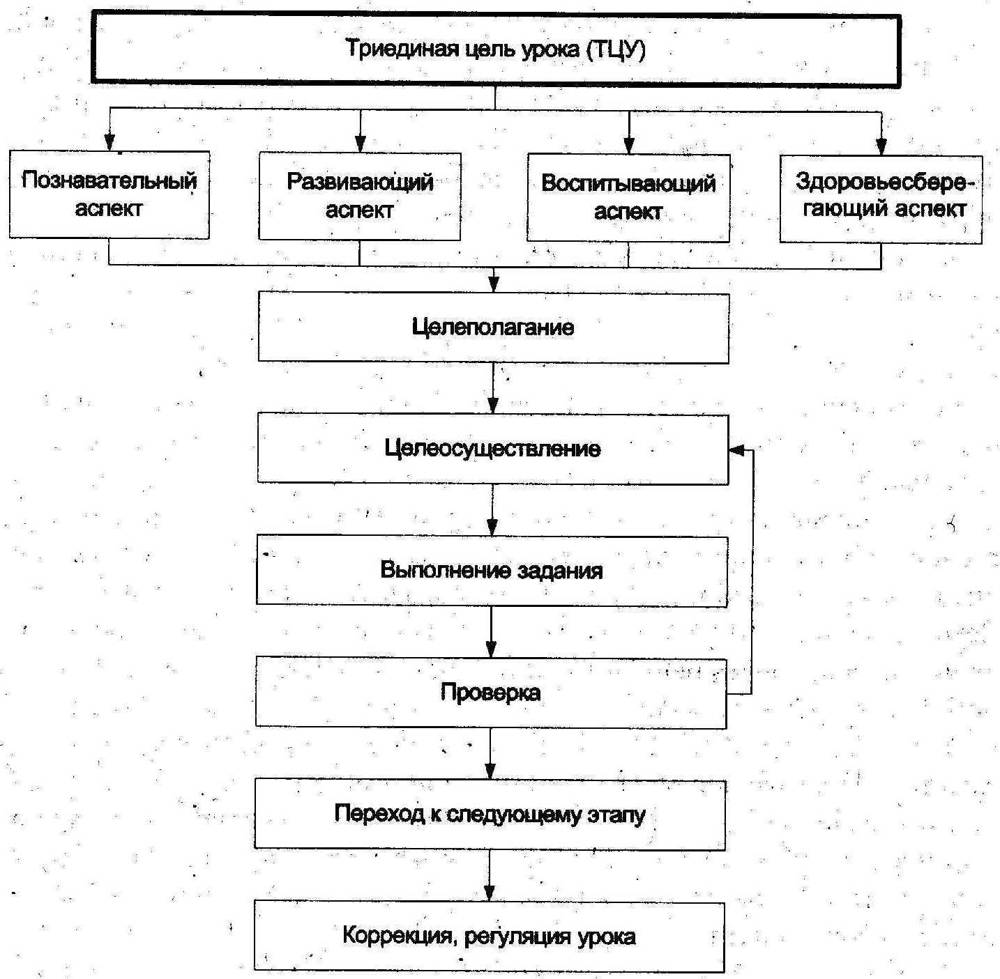 Триединая цель урока (ТЦУ)
Познавательный
аспект
Развивающий
аспект
Воспитывающий
аспект
Здоровьесбере-
гающий аспект
Целеполагание
Целеосуществление
Выполнение задания
Проверка
Переход к следующему этапу
Коррекция, регуляция урока